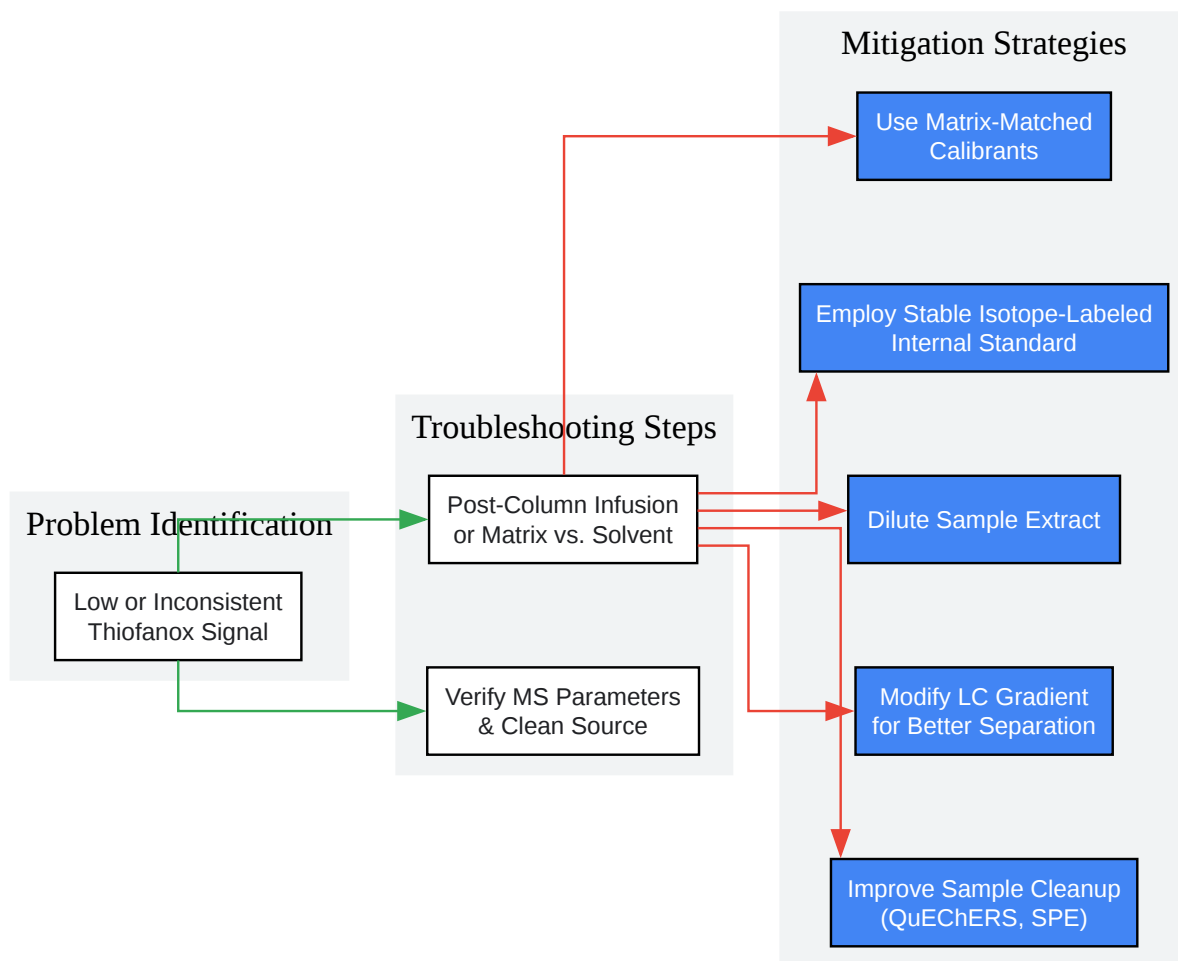 Problem Identification
Low or Inconsistent
Thiofanox Signal
Troubleshooting Steps
Post-Column Infusion
or Matrix vs. Solvent
Verify MS Parameters
& Clean Source
Mitigation Strategies
Use Matrix-Matched
Calibrants
Employ Stable Isotope-Labeled
Internal Standard
Dilute Sample Extract
Modify LC Gradient
for Better Separation
Improve Sample Cleanup
(QuEChERS, SPE)